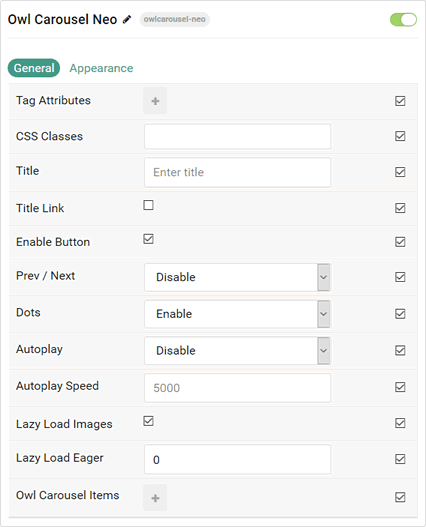 Owl Carousel Neo owlcarousel-neo
General Appearance
Tag Attributes
CSS Classes
Title Enter title
Title Link
Enable Button
Prev / Next Disable
Dots Enable
Autoplay Disable
Autoplay Speed 5000
Lazy Load Images
Lazy Load Eager 0
Owl Carousel Items